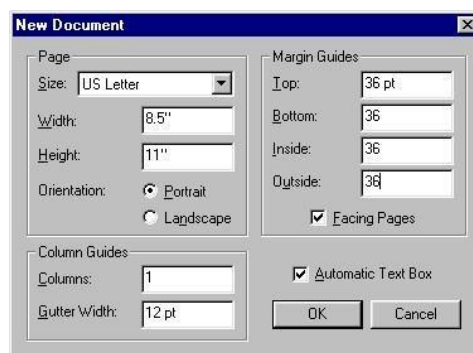 New Document
Page
Size: US Letter
Width: 8.5"
Height: 11"
Orientation: Portrait
Landscape
Column Guides
Columns: 1
Gutter Width: 12 pt
Margin Guides
Top: 36 pt
Bottom: 36
Inside: 36
Outside: 36
Facing Pages
Automatic Text Box
OK Cancel